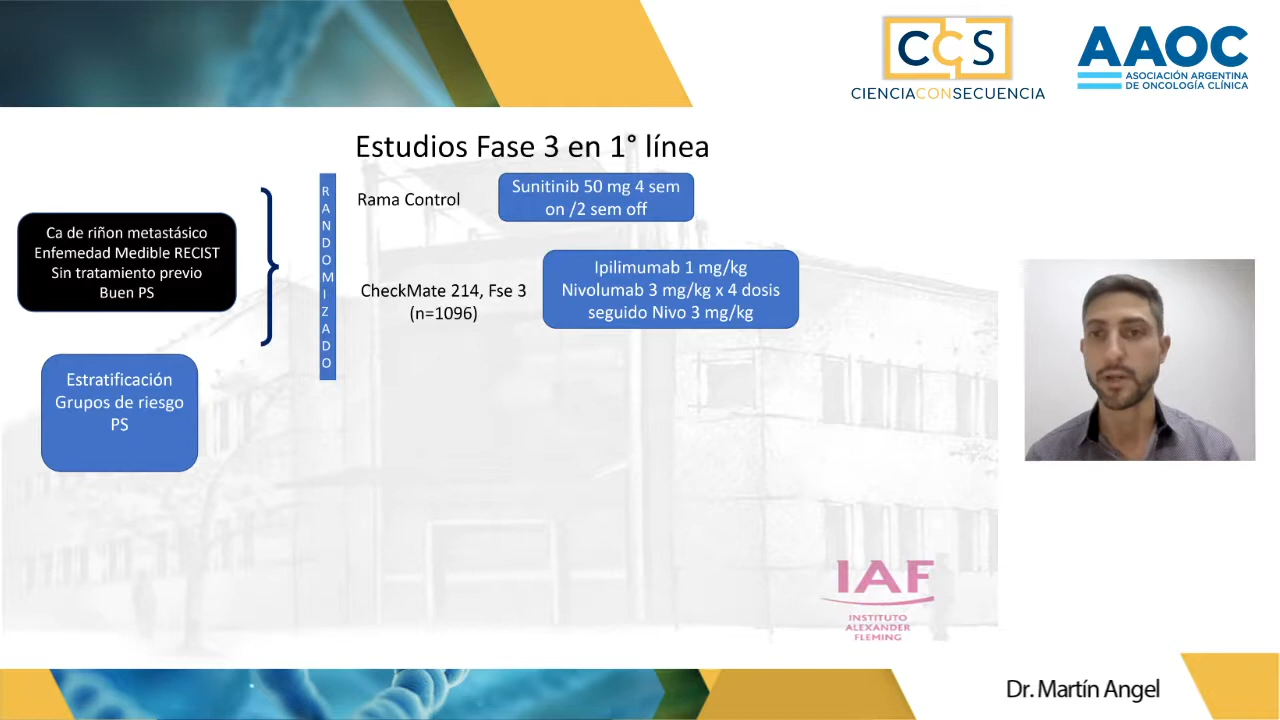 CCS
CIENCIACONSECUENCIA
AAOC
ASOCIACIÓN ARGENTINA
DE ONCOLOGÍA CLÍNICA
Estudios Fase 3 en 1° línea
Ca de riñon metastásico
Enfemedad Medible RECIST
Sin tratamiento previo
Buen PS
Estratificación
Grupos de riesgo
PS
RANDOMIZADO
Rama Control
Sunitinib 50 mg 4 sem
on /2 sem off
CheckMate 214, Fse 3
(n=1096)
Ipilimumab 1 mg/kg
Nivolumab 3 mg/kg x 4 dosis
seguido Nivo 3 mg/kg
IAF
INSTITUTO
ALEXANDER
FLEMING
Dr. Martín Angel